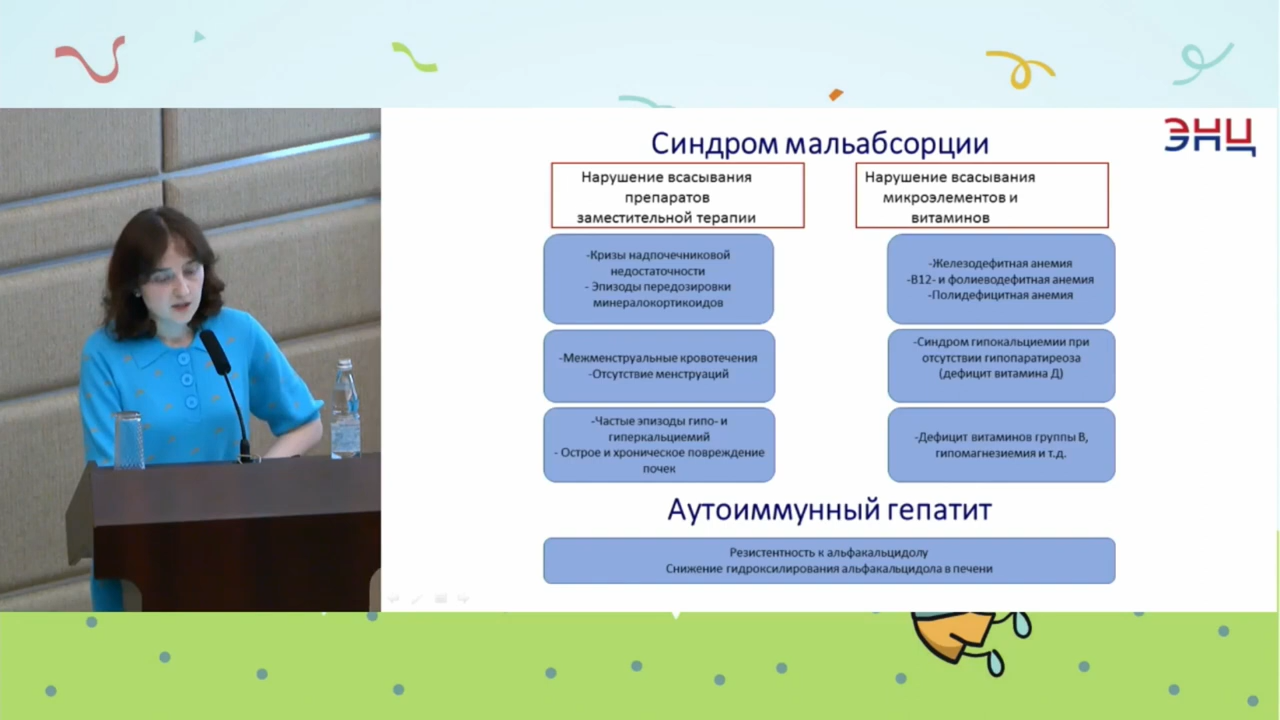 ЭНЦ
Синдром мальабсорции
Нарушение всасывания
препаратов
заместительной терапии
-Кризы надпочечниковой
недостаточности
- Эпизоды передозировки
минералокортикоидов
-Межменструальные кровотечения
-Отсутствие менструаций
-Частые эпизоды гипо- и
гиперкальциемий
- Острое и хроническое повреждение
почек
Нарушение всасывания
микроэлементов и
витаминов
-Железодефитная анемия
-В12- и фолиеводефитная анемия
-Полидефицитная анемия
-Синдром гипокальциемии при
отсутствии гипопаратиреоза
(дефицит витамина Д)
-Дефицит витаминов группы В,
гипомагнезиемия и т.д.
Аутоиммунный гепатит
Резистентность к альфакальцидолу
Снижение гидроксилирования альфакальцидола в печени